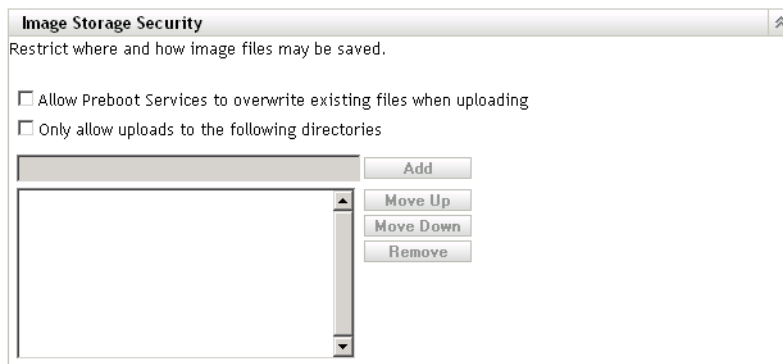 Image Storage Security
Restrict where and how image files may be saved.
Allow Preboot Services to overwrite existing files when uploading
Only allow uploads to the following directories
Add
Move Up
Move Down
Remove